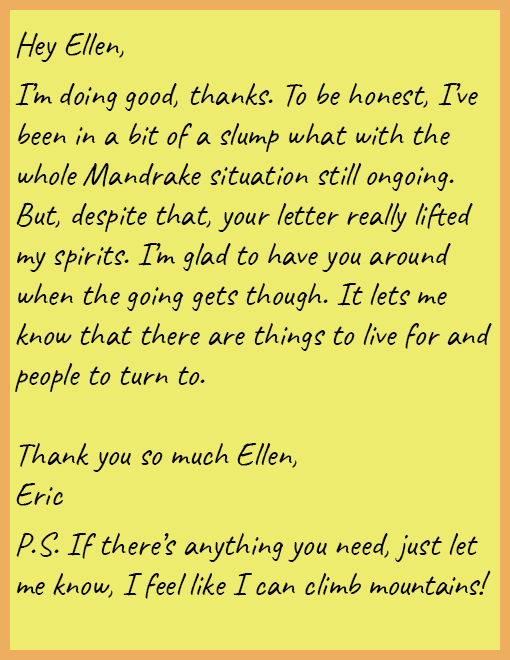 Hey Ellen,
I'm doing good, thanks. To be honest, I've
been in a bit of a slump what with the
whole Mandrake situation still ongoing.
But, despite that, your letter really lifted
my spirits. I'm glad to have you around
when the going gets though. It lets me
know that there are things to live for and
people to turn to.
Thank you so much Ellen,
Eric
P.S. If there's anything you need, just let
me know, I feel like I can climb mountains!